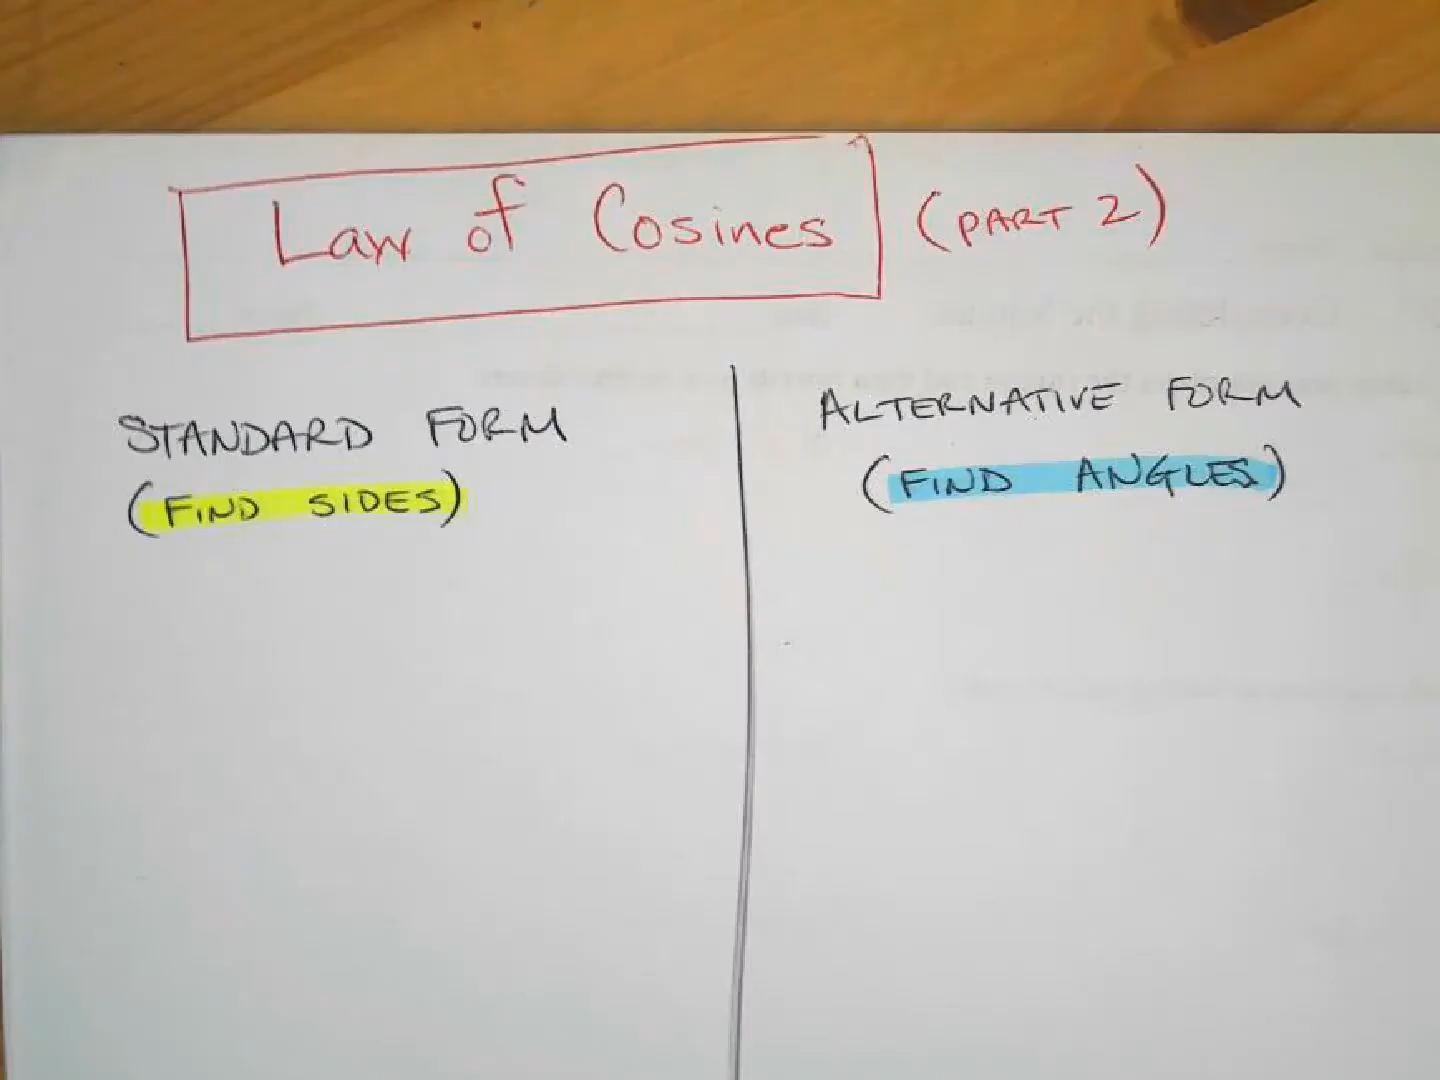 Law of Cosines (PART 2)
STANDARD FORM
(FIND SIDES)
ALTERNATIVE FORM
(FIND ANGLES)